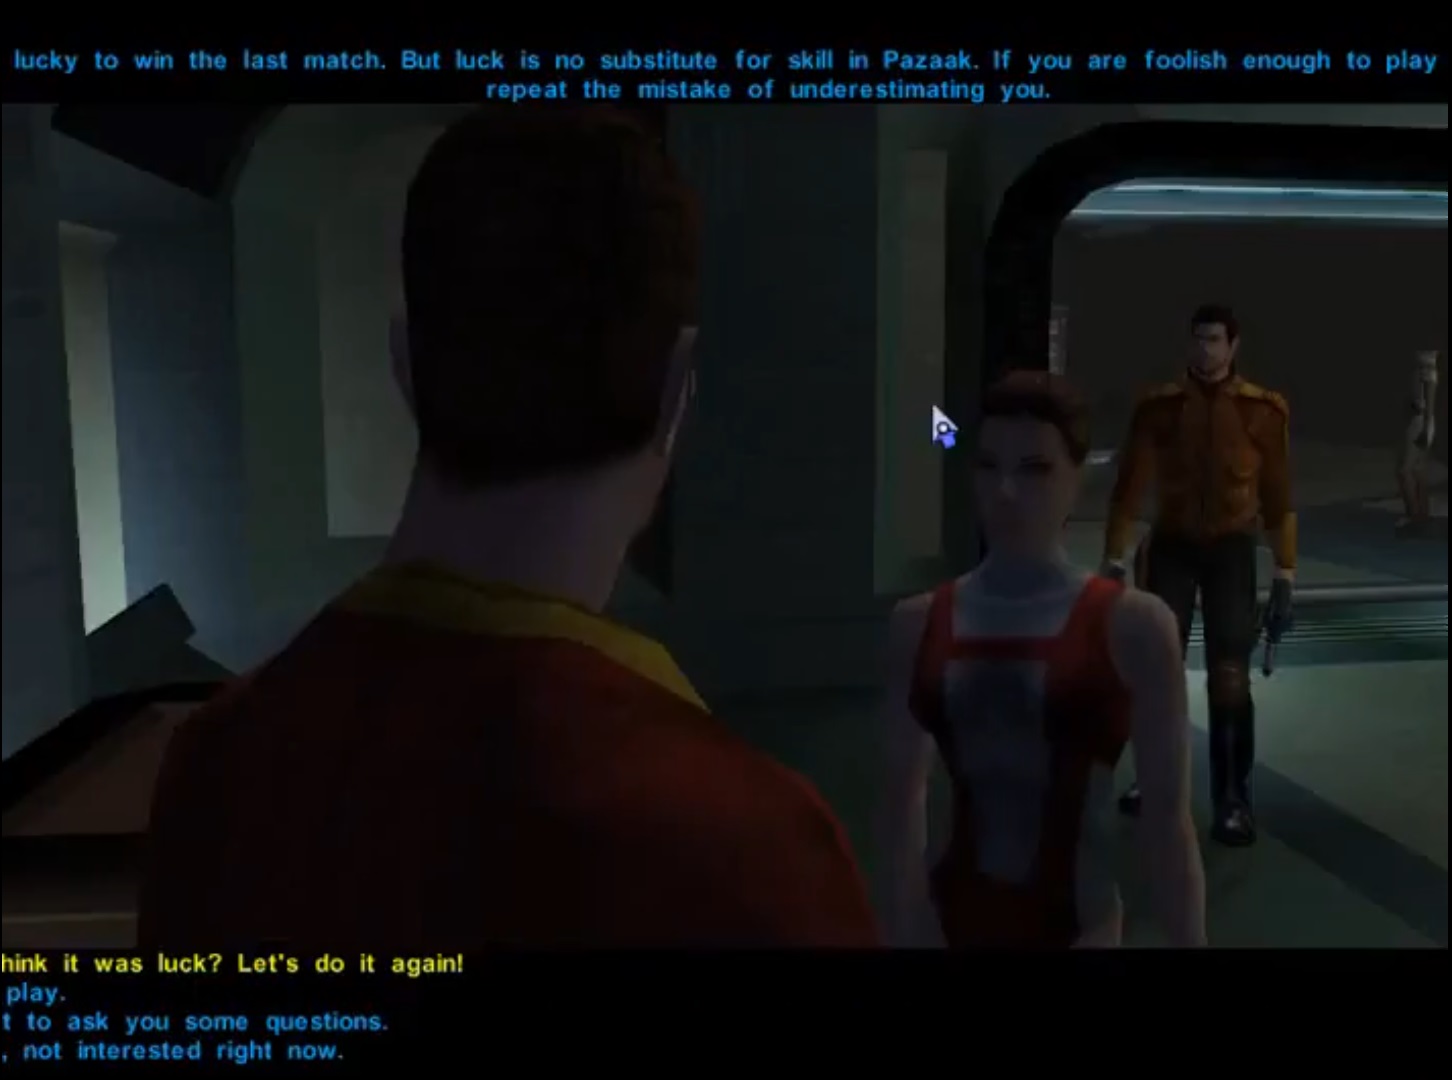 lucky to win the last match. But luck is no substitute for skill in Pazaak. If you are foolish enough to play
repeat the mistake of underestimating you.
hink it was luck? Let's do it again!
play.
t to ask you some questions.
, not interested right now.